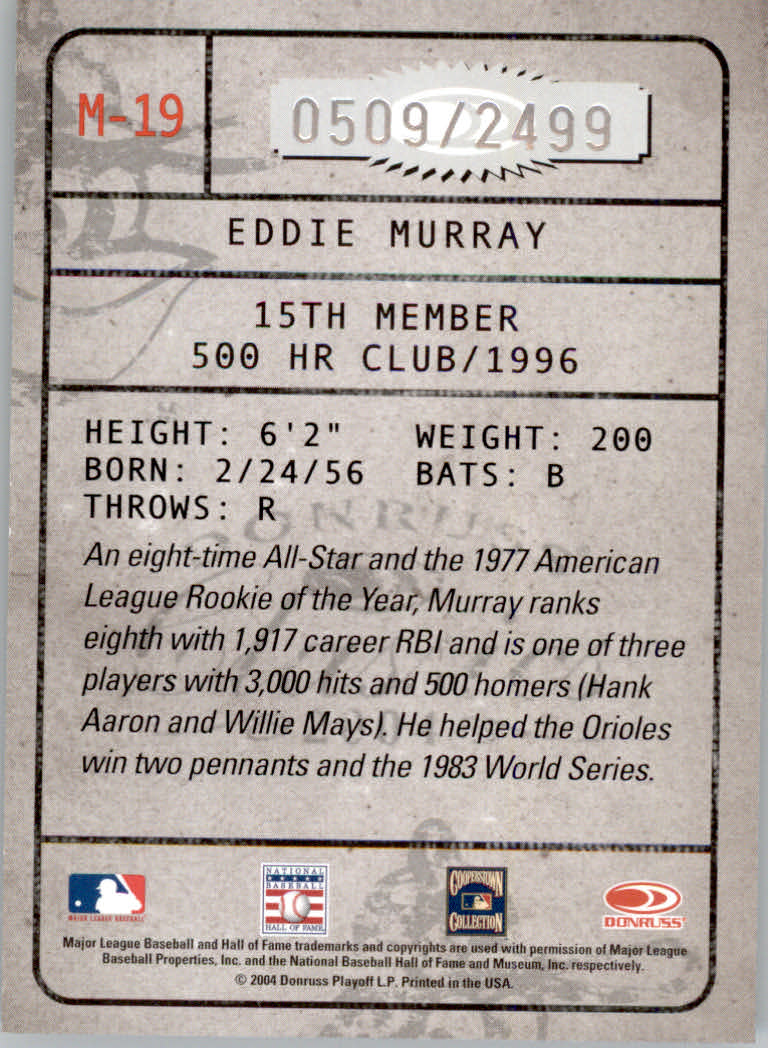 M-19
0509/2499
EDDIE MURRAY
15TH MEMBER
500 HR CLUB/1996
HEIGHT: 6'2" WEIGHT: 200
BORN: 2/24/56 BATS: B
THROWS: R
An eight-time All-Star and the 1977 American
League Rookie of the Year, Murray ranks
eighth with 1,917 career RBI and is one of three
players with 3,000 hits and 500 homers (Hank
Aaron and Willie Mays). He helped the Orioles
win two pennants and the 1983 World Series.
MAJOR LEAGUE BASEBALL
NATIONAL
BASEBALL
HALL OF FAME
COOPERSTOWN
COLLECTION
DONRUSS
Major League Baseball and Hall of Fame trademarks and copyrights are used with permission of Major League
Baseball Properties, Inc. and the National Baseball Hall of Fame and Museum, Inc. respectively.
© 2004 Donruss Playoff L.P. Printed in the USA.